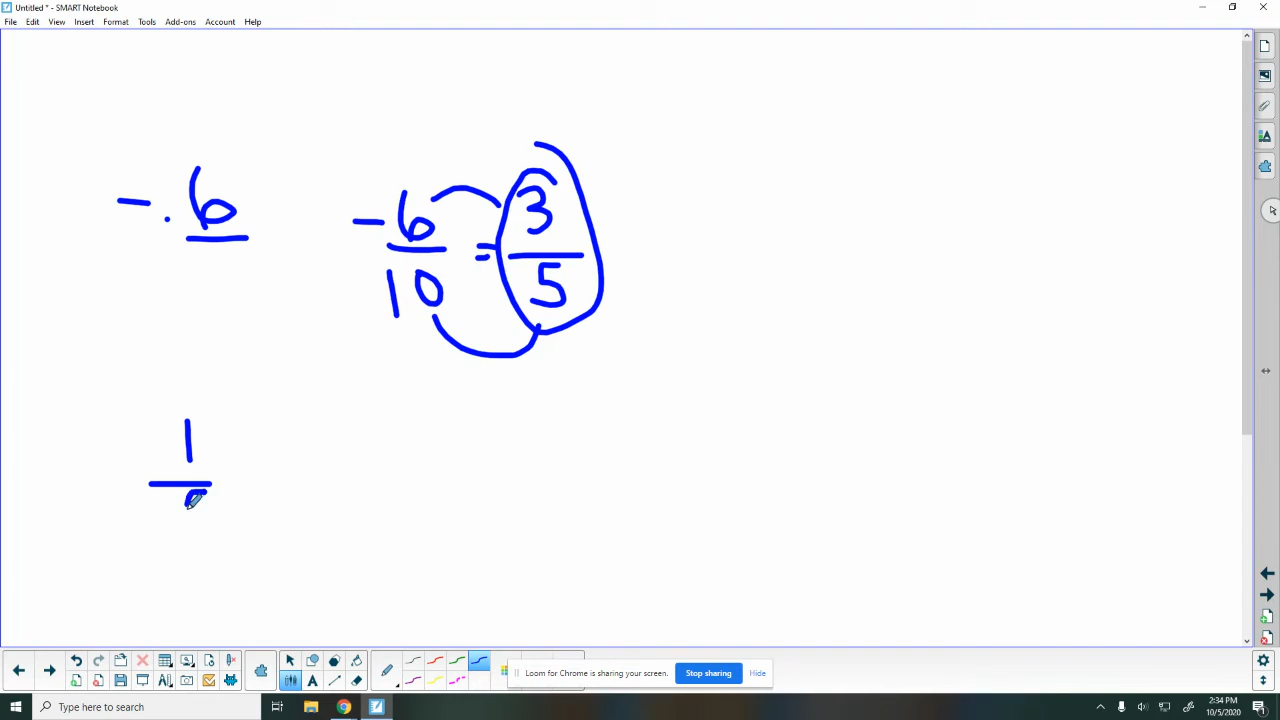 Untitled * - SMART Notebook
File Edit View Insert Format Tools Add-ons Account Help
-.6
-6/10 = 3/5
1
Loom for Chrome is sharing your screen. Stop sharing Hide
Type here to search
2:34 PM
10/5/2020